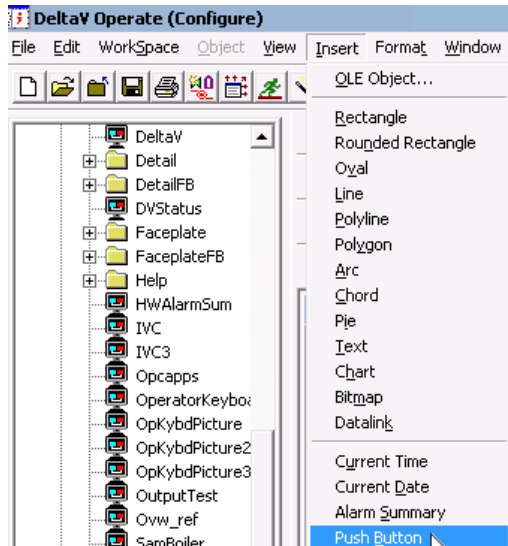 DeltaV Operate (Configure)
File Edit WorkSpace Object View Insert Format Window
DeltaV
Detail
DetailFB
DVStatus
Faceplate
FaceplateFB
Help
HWAlarmSum
IVC
IVC3
Opcapps
OperatorKeyboa
OpKybdPicture
OpKybdPicture2
OpKybdPicture3
OutputTest
Ovw_ref
SamBoiler
OLE Object...
Rectangle
Rounded Rectangle
Oval
Line
Polyline
Polygon
Arc
Chord
Pie
Text
Chart
Bitmap
Datalink
Current Time
Current Date
Alarm Summary
Push Button